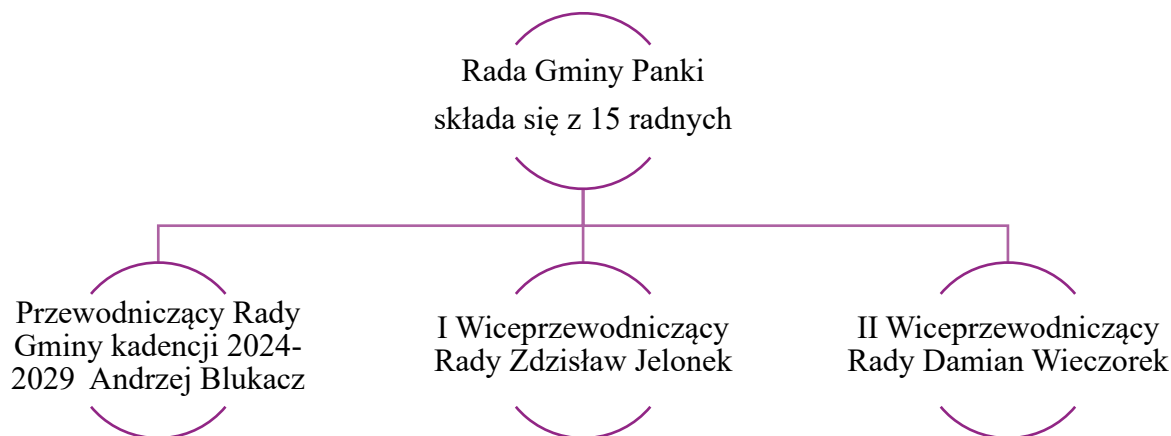 Rada Gminy Panki
składa się z 15 radnych
Przewodniczący Rady
Gminy kadencji 2024-
2029  Andrzej Blukacz
I Wiceprzewodniczący
Rady Zdzisław Jelonek
II Wiceprzewodniczący
Rady Damian Wieczorek